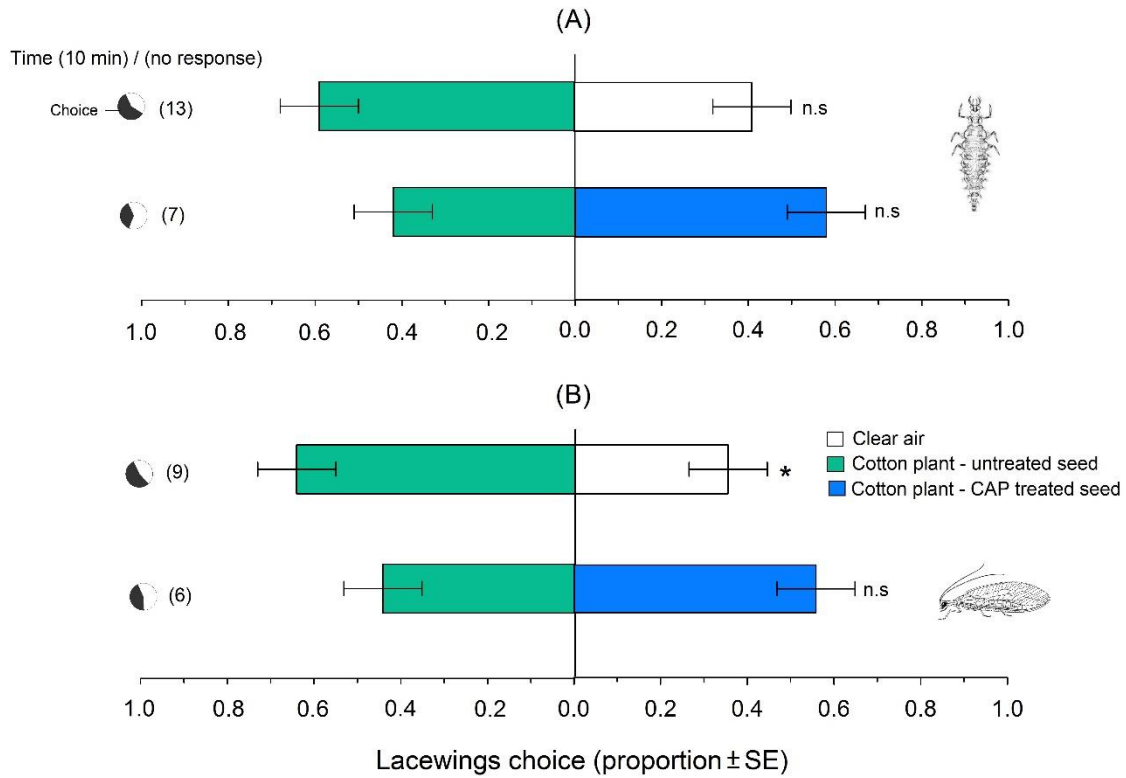 (A)
Time (10 min) / (no response)
Choice (13) n.s
(7) n.s
1.0 0.8 0.6 0.4 0.2 0.0 0.2 0.4 0.6 0.8 1.0
(B)
Clear air
(9) *
Cotton plant - untreated seed
Cotton plant - CAP treated seed
(6) n.s
1.0 0.8 0.6 0.4 0.2 0.0 0.2 0.4 0.6 0.8 1.0
Lacewings choice (proportion ± SE)